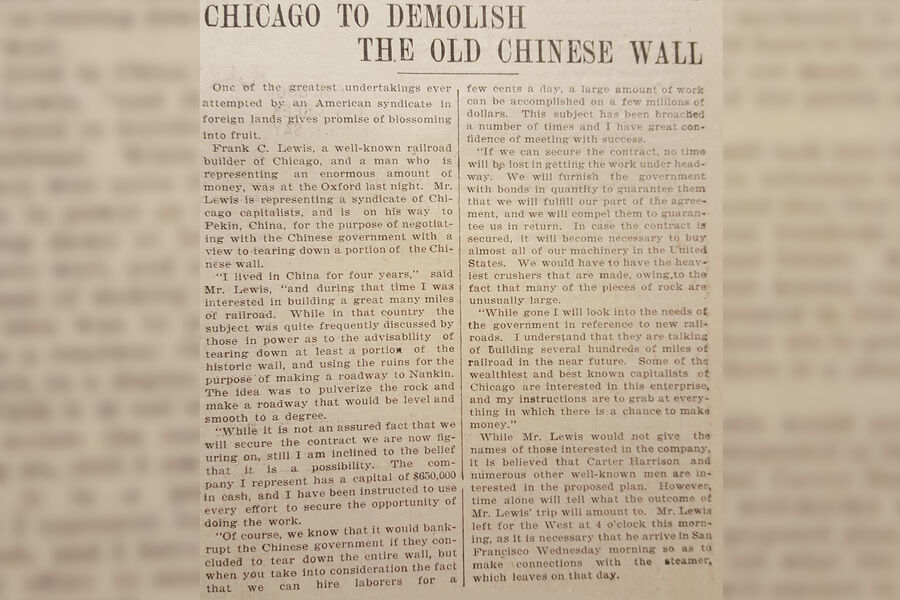 CHICAGO TO DEMOLISH
THE OLD CHINESE WALL
One of the greatest undertakings ever
attempted by an American syndicate in
foreign lands gives promise of blossoming
into fruit.
Frank C. Lewis, a well-known railroad
builder of Chicago, and a man who is
representing an enormous amount of
money, was at the Oxford last night. Mr.
Lewis is representing a syndicate of Chi-
cago capitalists, and is on his way to
Pekin, China, for the purpose of negotiat-
ing with the Chinese government with a
view to tearing down a portion of the Chi-
nese wall.
"I lived in China for four years," said
Mr. Lewis, "and during that time I was
interested in building a great many miles
of railroad. While in that country the
subject was quite frequently discussed by
those in power as to the advisability of
tearing down at least a portion of the
historic wall, and using the ruins for the
purpose of making a roadway to Nankin.
The idea was to pulverize the rock and
make a roadway that would be level and
smooth to a degree.
"While it is not an assured fact that we
will secure the contract we are now fig-
uring on, still I am inclined to the belief
that it is a possibility. The com-
pany I represent has a capital of $650,000
in cash, and I have been instructed to use
every effort to secure the opportunity of
doing the work.
"Of course, we know that it would bank-
rupt the Chinese government if they con-
cluded to tear down the entire wall, but
when you take into consideration the fact
that we can hire laborers for a
few cents a day, a large amount of work
can be accomplished on a few millions of
dollars. This subject has been broached
a number of times and I have great con-
fidence of meeting with success.
"If we can secure the contract, no time
will be lost in getting the work under head-
way. We will furnish the government
with bonds in quantity to guarantee them
that we will fulfill our part of the agree-
ment, and we will compel them to guaran-
tee us in return. In case the contract is
secured, it will become necessary to buy
almost all of our machinery in the United
States. We would have to have the heav-
iest crushers that are made, owing to the
fact that many of the pieces of rock are
unusually large.
"While gone I will look into the needs of
the government in reference to new rail-
roads. I understand that they are talking
of building several hundreds of miles of
railroad in the near future. Some of the
wealthiest and best known capitalists of
Chicago are interested in this enterprise,
and my instructions are to grab at every-
thing in which there is a chance to make
money."
While Mr. Lewis would not give the
names of those interested in the company,
it is believed that Carter Harrison and
numerous other well-known men are in-
terested in the proposed plan. However,
time alone will tell what the outcome of
Mr. Lewis' trip will amount to. Mr. Lewis
left for the West at 4 o'clock this morn-
ing, as it is necessary that he arrive in San
Francisco Wednesday morning so as to
make connections with the steamer,
which leaves on that day.